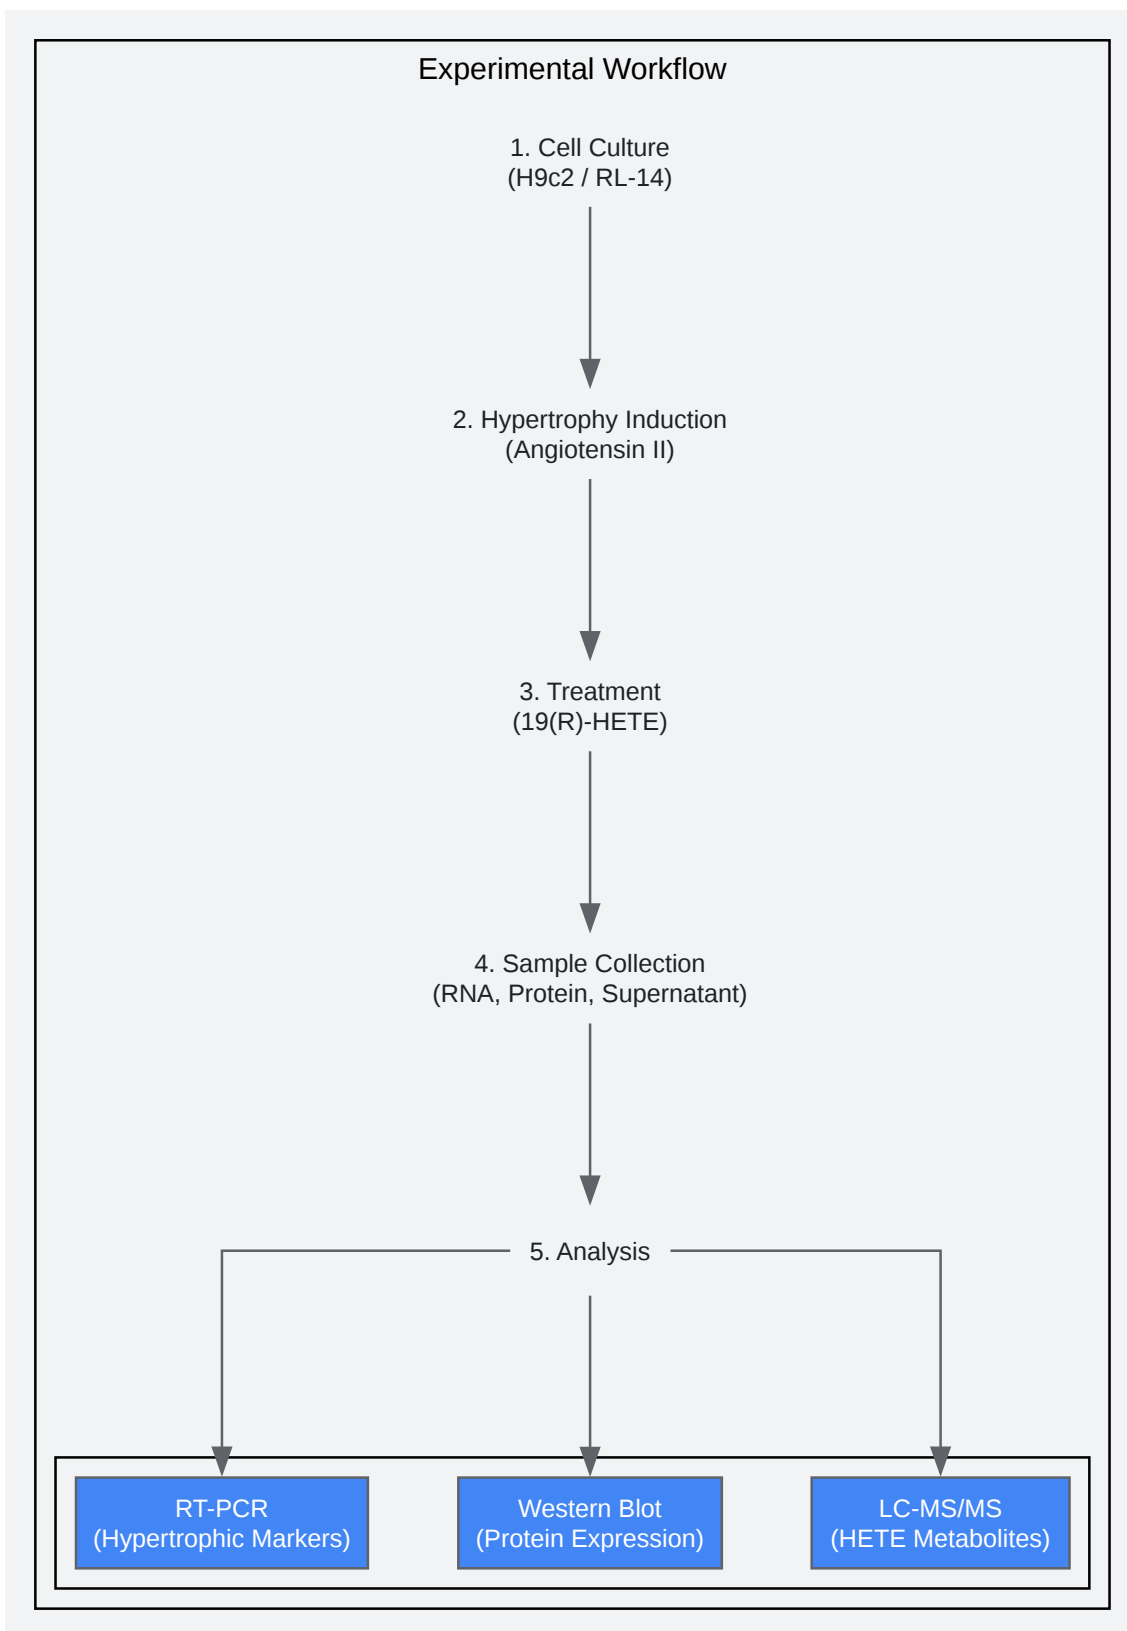 Experimental Workflow
1. Cell Culture
(H9c2 / RL-14)
2. Hypertrophy Induction
(Angiotensin II)
3. Treatment
(19(R)-HETE)
4. Sample Collection
(RNA, Protein, Supernatant)
5. Analysis
RT-PCR
(Hypertrophic Markers)
Western Blot
(Protein Expression)
LC-MS/MS
(HETE Metabolites)